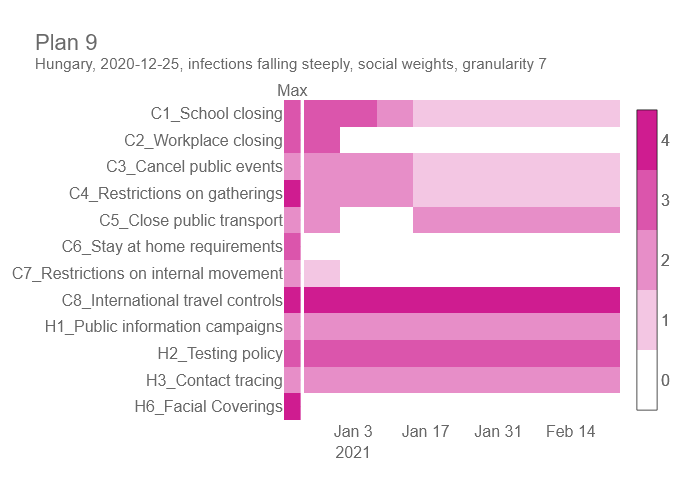 Plan 9
Hungary, 2020-12-25, infections falling steeply, social weights, granularity 7
Max
C1_School closing
C2_Workplace closing
C3_Cancel public events
C4_Restrictions on gatherings
C5_Close public transport
C6_Stay at home requirements
C7_Restrictions on internal movement
C8_International travel controls
H1_Public information campaigns
H2_Testing policy
H3_Contact tracing
H6_Facial Coverings
4
3
2
1
0
Jan 3 Jan 17 Jan 31 Feb 14
2021